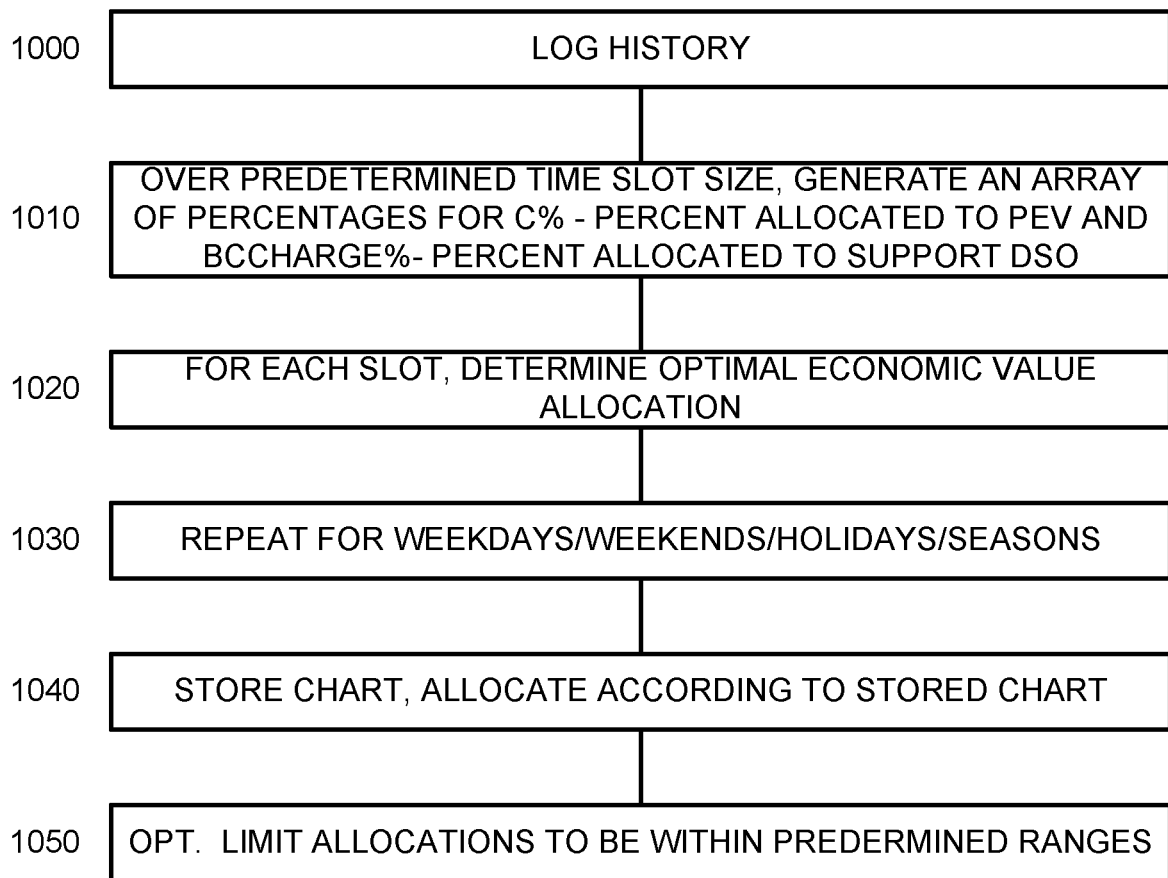 1000 LOG HISTORY
1010 OVER PREDETERMINED TIME SLOT SIZE, GENERATE AN ARRAY
OF PERCENTAGES FOR C% - PERCENT ALLOCATED TO PEV AND
BCCHARGE%- PERCENT ALLOCATED TO SUPPORT DSO
1020 FOR EACH SLOT, DETERMINE OPTIMAL ECONOMIC VALUE
ALLOCATION
1030 REPEAT FOR WEEKDAYS/WEEKENDS/HOLIDAYS/SEASONS
1040 STORE CHART, ALLOCATE ACCORDING TO STORED CHART
1050 OPT. LIMIT ALLOCATIONS TO BE WITHIN PREDERMINED RANGES